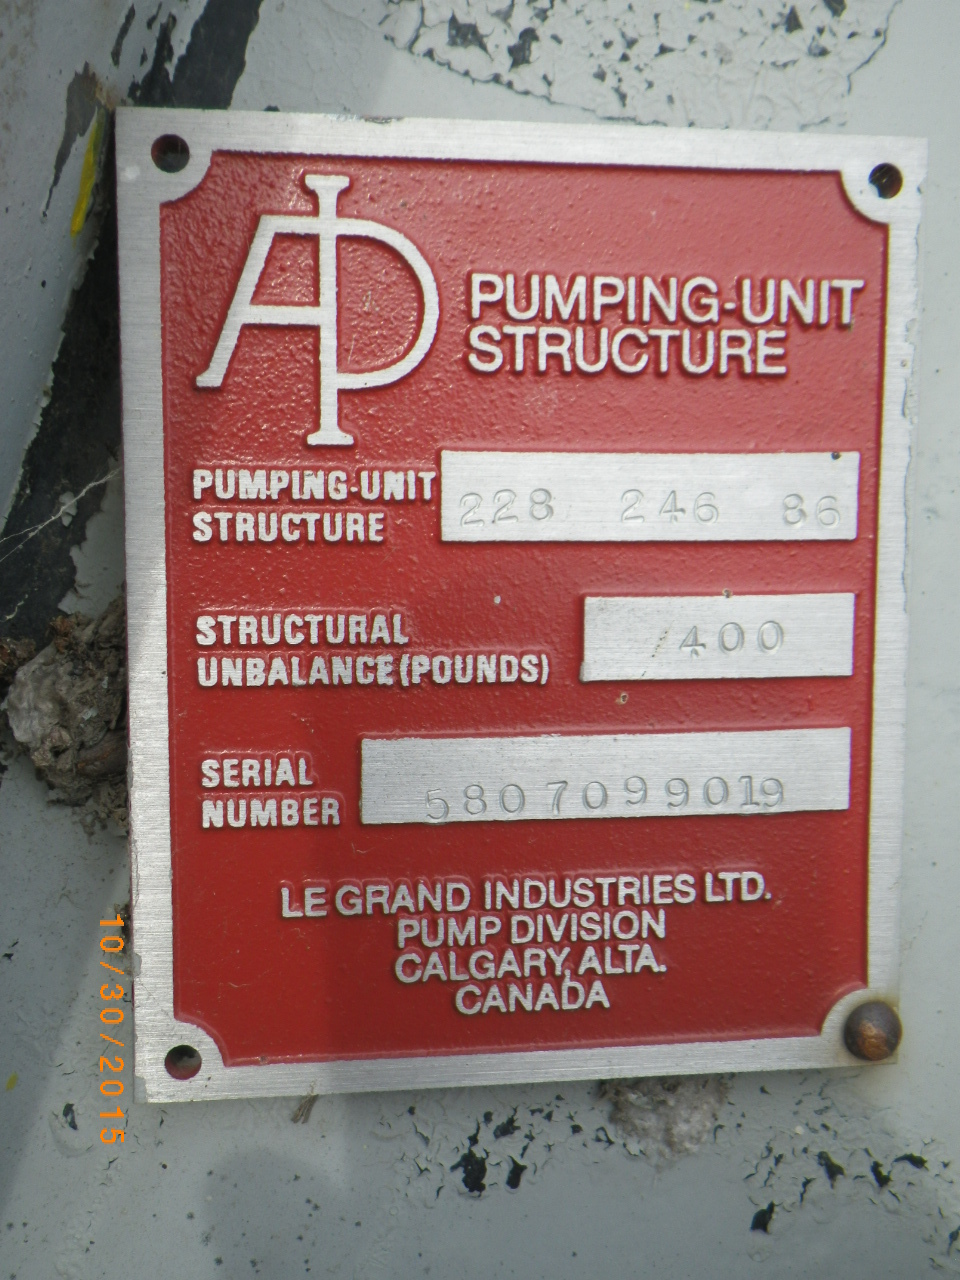 API
PUMPING-UNIT
STRUCTURE
PUMPING-UNIT
STRUCTURE
228 246 86
STRUCTURAL
UNBALANCE (POUNDS)
400
SERIAL
NUMBER
5807099019
LE GRAND INDUSTRIES LTD.
PUMP DIVISION
CALGARY, ALTA.
CANADA
10/30/2015